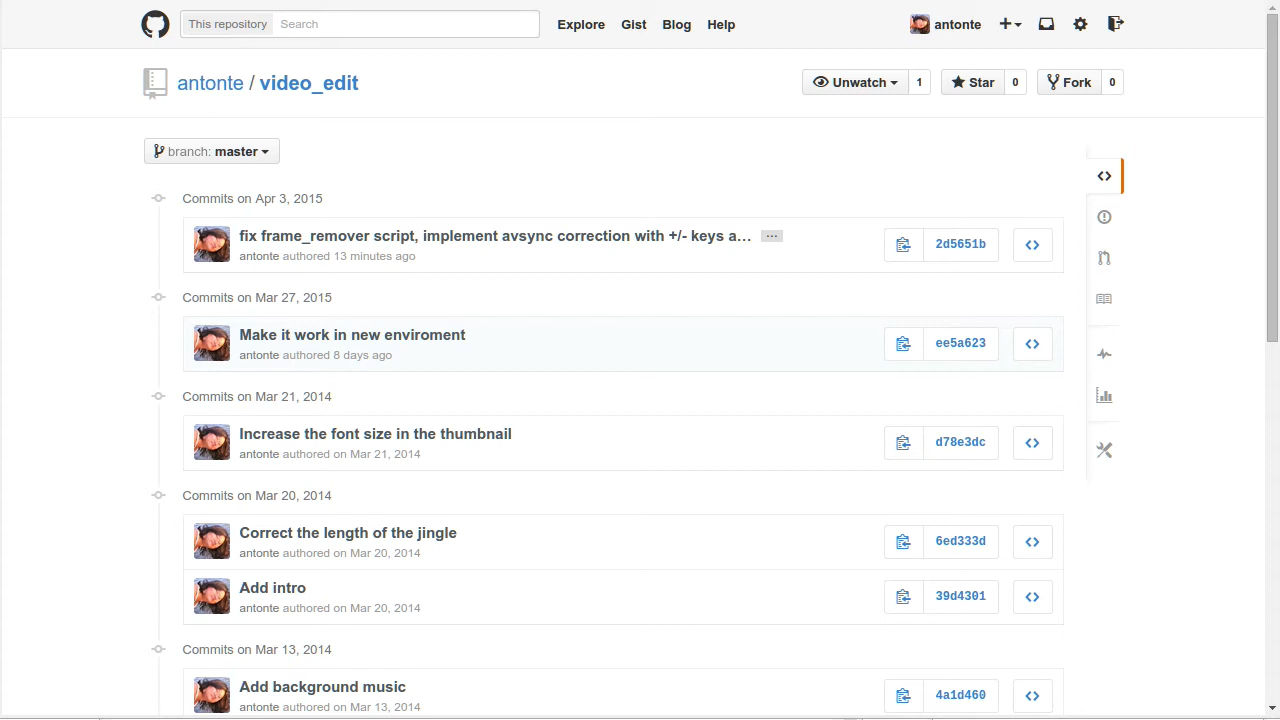 This repository Search Explore Gist Blog Help antonte
antonte / video_edit Unwatch 1 Star 0 Fork 0
branch: master
Commits on Apr 3, 2015
fix frame_remover script, implement avsync correction with +/- keys a… ...
antonte authored 13 minutes ago
2d5651b
Commits on Mar 27, 2015
Make it work in new enviroment
antonte authored 8 days ago
ee5a623
Commits on Mar 21, 2014
Increase the font size in the thumbnail
antonte authored on Mar 21, 2014
d78e3dc
Commits on Mar 20, 2014
Correct the length of the jingle
antonte authored on Mar 20, 2014
6ed333d
Add intro
antonte authored on Mar 20, 2014
39d4301
Commits on Mar 13, 2014
Add background music
antonte authored on Mar 13, 2014
4a1d460